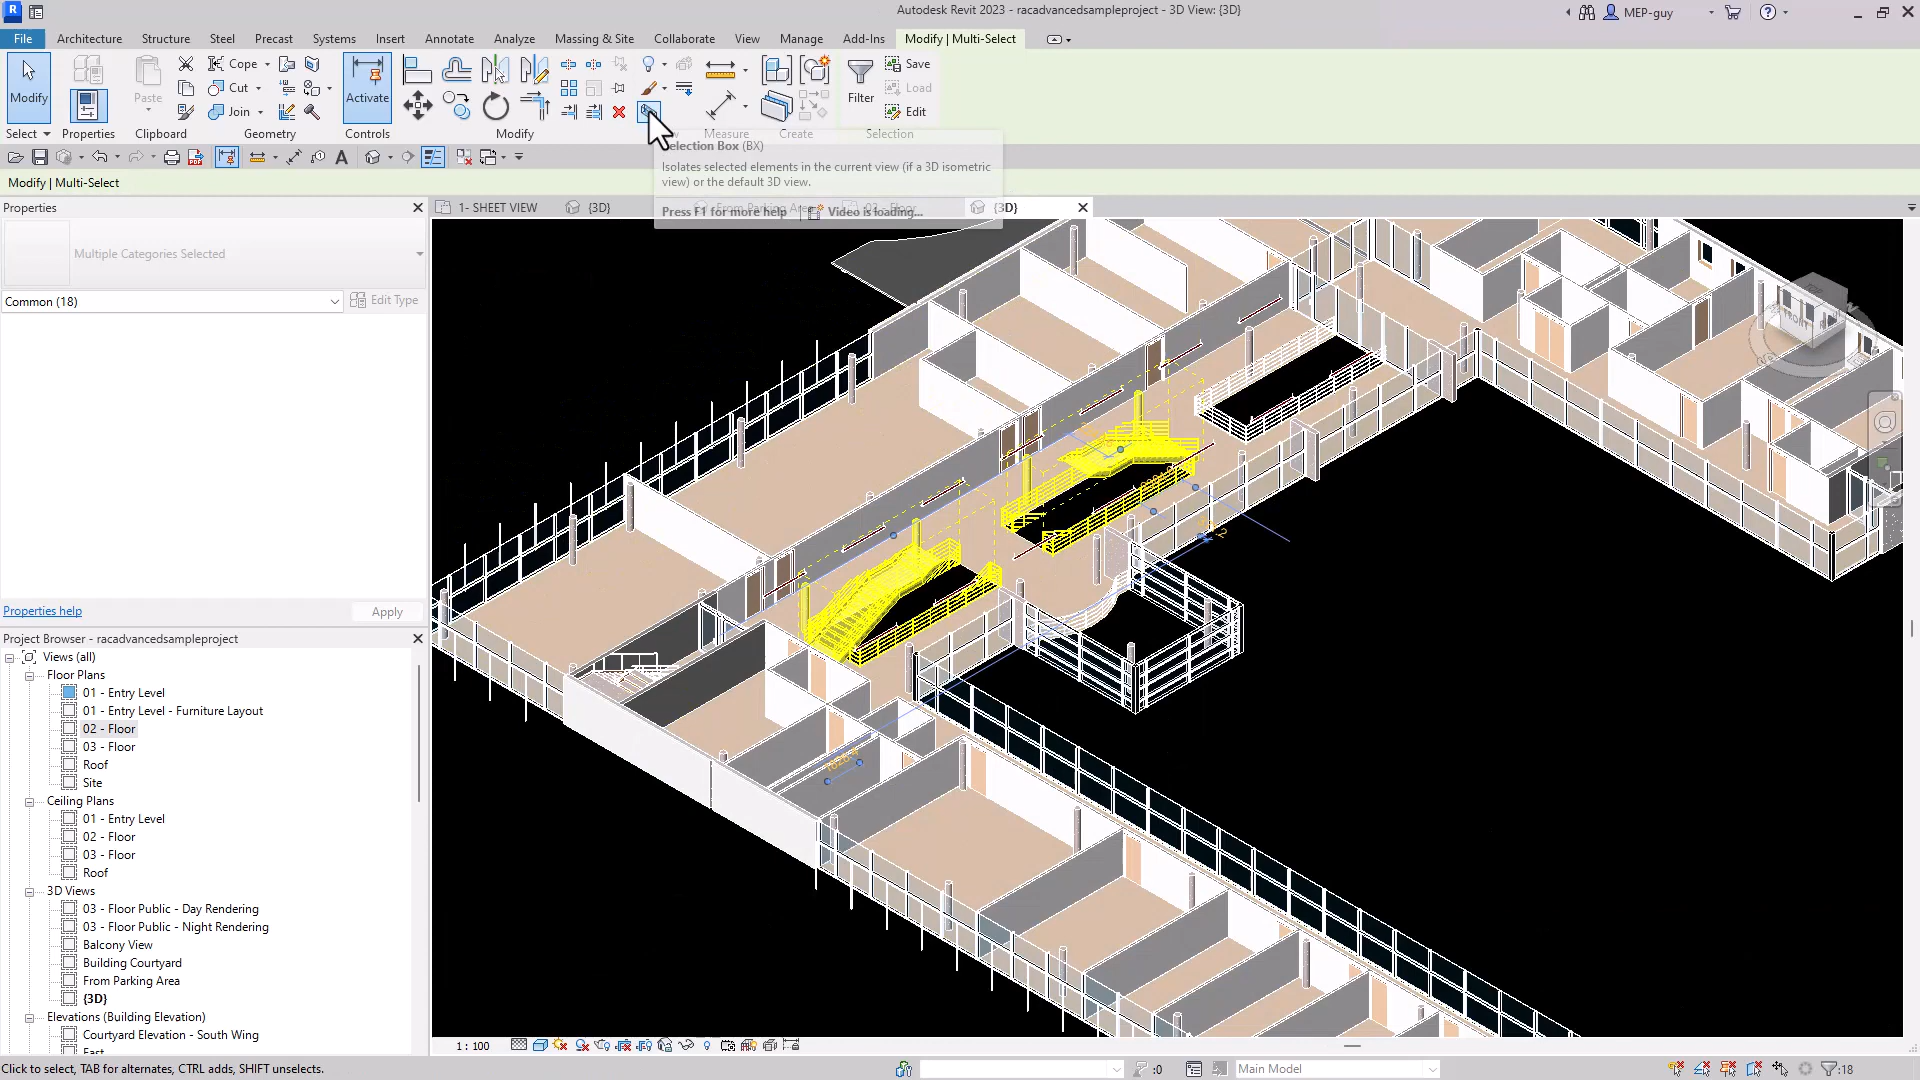 Autodesk Revit 2023 - racadvancedsampleproject - 3D View: {3D}
MEP-guy
File Architecture Structure Steel Precast Systems Insert Annotate Analyze Massing & Site Collaborate View Manage Add-Ins Modify | Multi-Select
Modify
Paste
Cope
Cut
Join
Activate
Filter
Save
Load
Edit
Select Properties Clipboard Geometry Controls Modify Measure Create Selection
election Box (BX)
Isolates selected elements in the current view (if a 3D isometric
view) or the default 3D view.
Press F1 for more help
Video is loading...
Modify | Multi-Select
Properties
1- SHEET VIEW
{3D}
From Parking Area
02 - Floor
{3D}
Multiple Categories Selected
Common (18)
Edit Type
Properties help
Apply
Project Browser - racadvancedsampleproject
Views (all)
Floor Plans
01 - Entry Level
01 - Entry Level - Furniture Layout
02 - Floor
03 - Floor
Roof
Site
Ceiling Plans
01 - Entry Level
02 - Floor
03 - Floor
Roof
3D Views
03 - Floor Public - Day Rendering
03 - Floor Public - Night Rendering
Balcony View
Building Courtyard
From Parking Area
{3D}
Elevations (Building Elevation)
Courtyard Elevation - South Wing
East
FRONT
1 : 100
Click to select, TAB for alternates, CTRL adds, SHIFT unselects.
:0
Main Model
:18